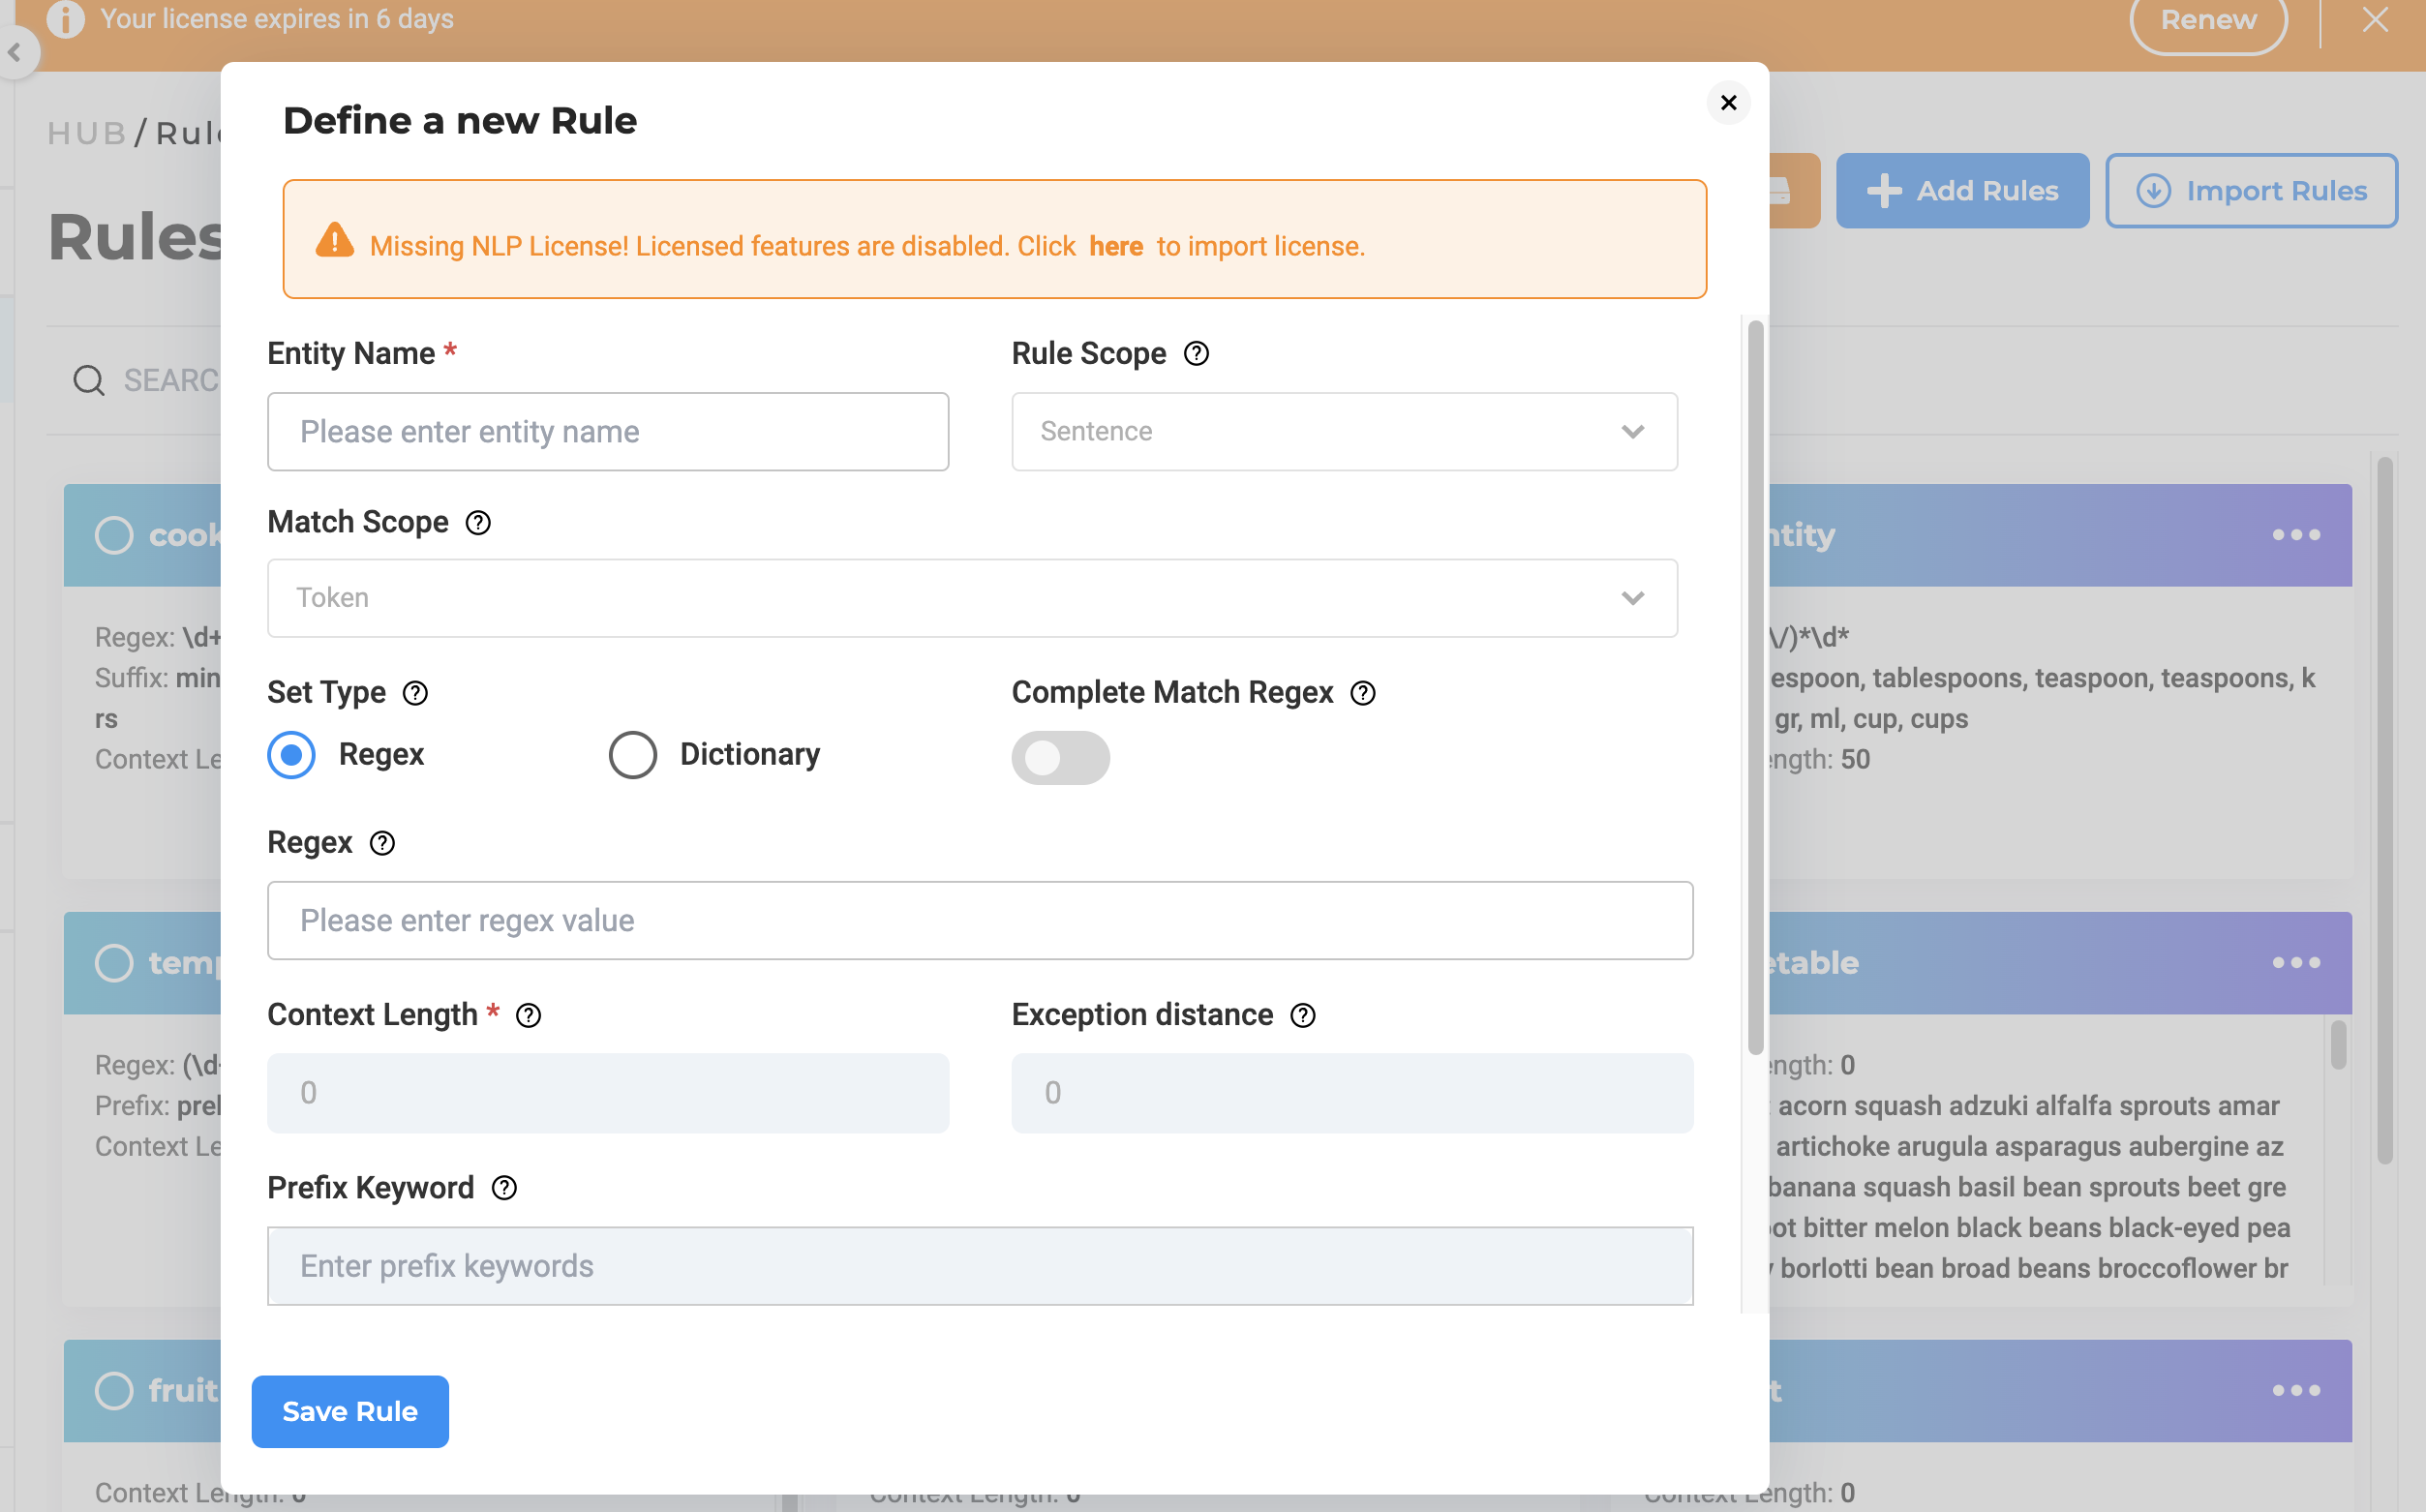 Your license expires in 6 days
Renew
HUB / Rul
Rules
Add Rules
Import Rules
SEARC
Define a new Rule
Missing NLP License! Licensed features are disabled. Click here to import license.
Entity Name *
Rule Scope
Please enter entity name
Sentence
Match Scope
Token
Set Type
Complete Match Regex
Regex
Dictionary
Regex
Please enter regex value
Context Length *
Exception distance
0
0
Prefix Keyword
Enter prefix keywords
Save Rule
cook
Regex: \d+
Suffix: min
rs
Context Le
ntity
\/)*\d*
espoon, tablespoons, teaspoon, teaspoons, k
gr, ml, cup, cups
ength: 50
temp
Regex: (\d
Prefix: pre
Context Le
etable
ength: 0
acorn squash adzuki alfalfa sprouts amar
artichoke arugula asparagus aubergine az
banana squash basil bean sprouts beet gre
ot bitter melon black beans black-eyed pea
borlotti bean broad beans broccoflower br
fruit
Context Length: 0
Context Length: 0
t
Context Length: 0